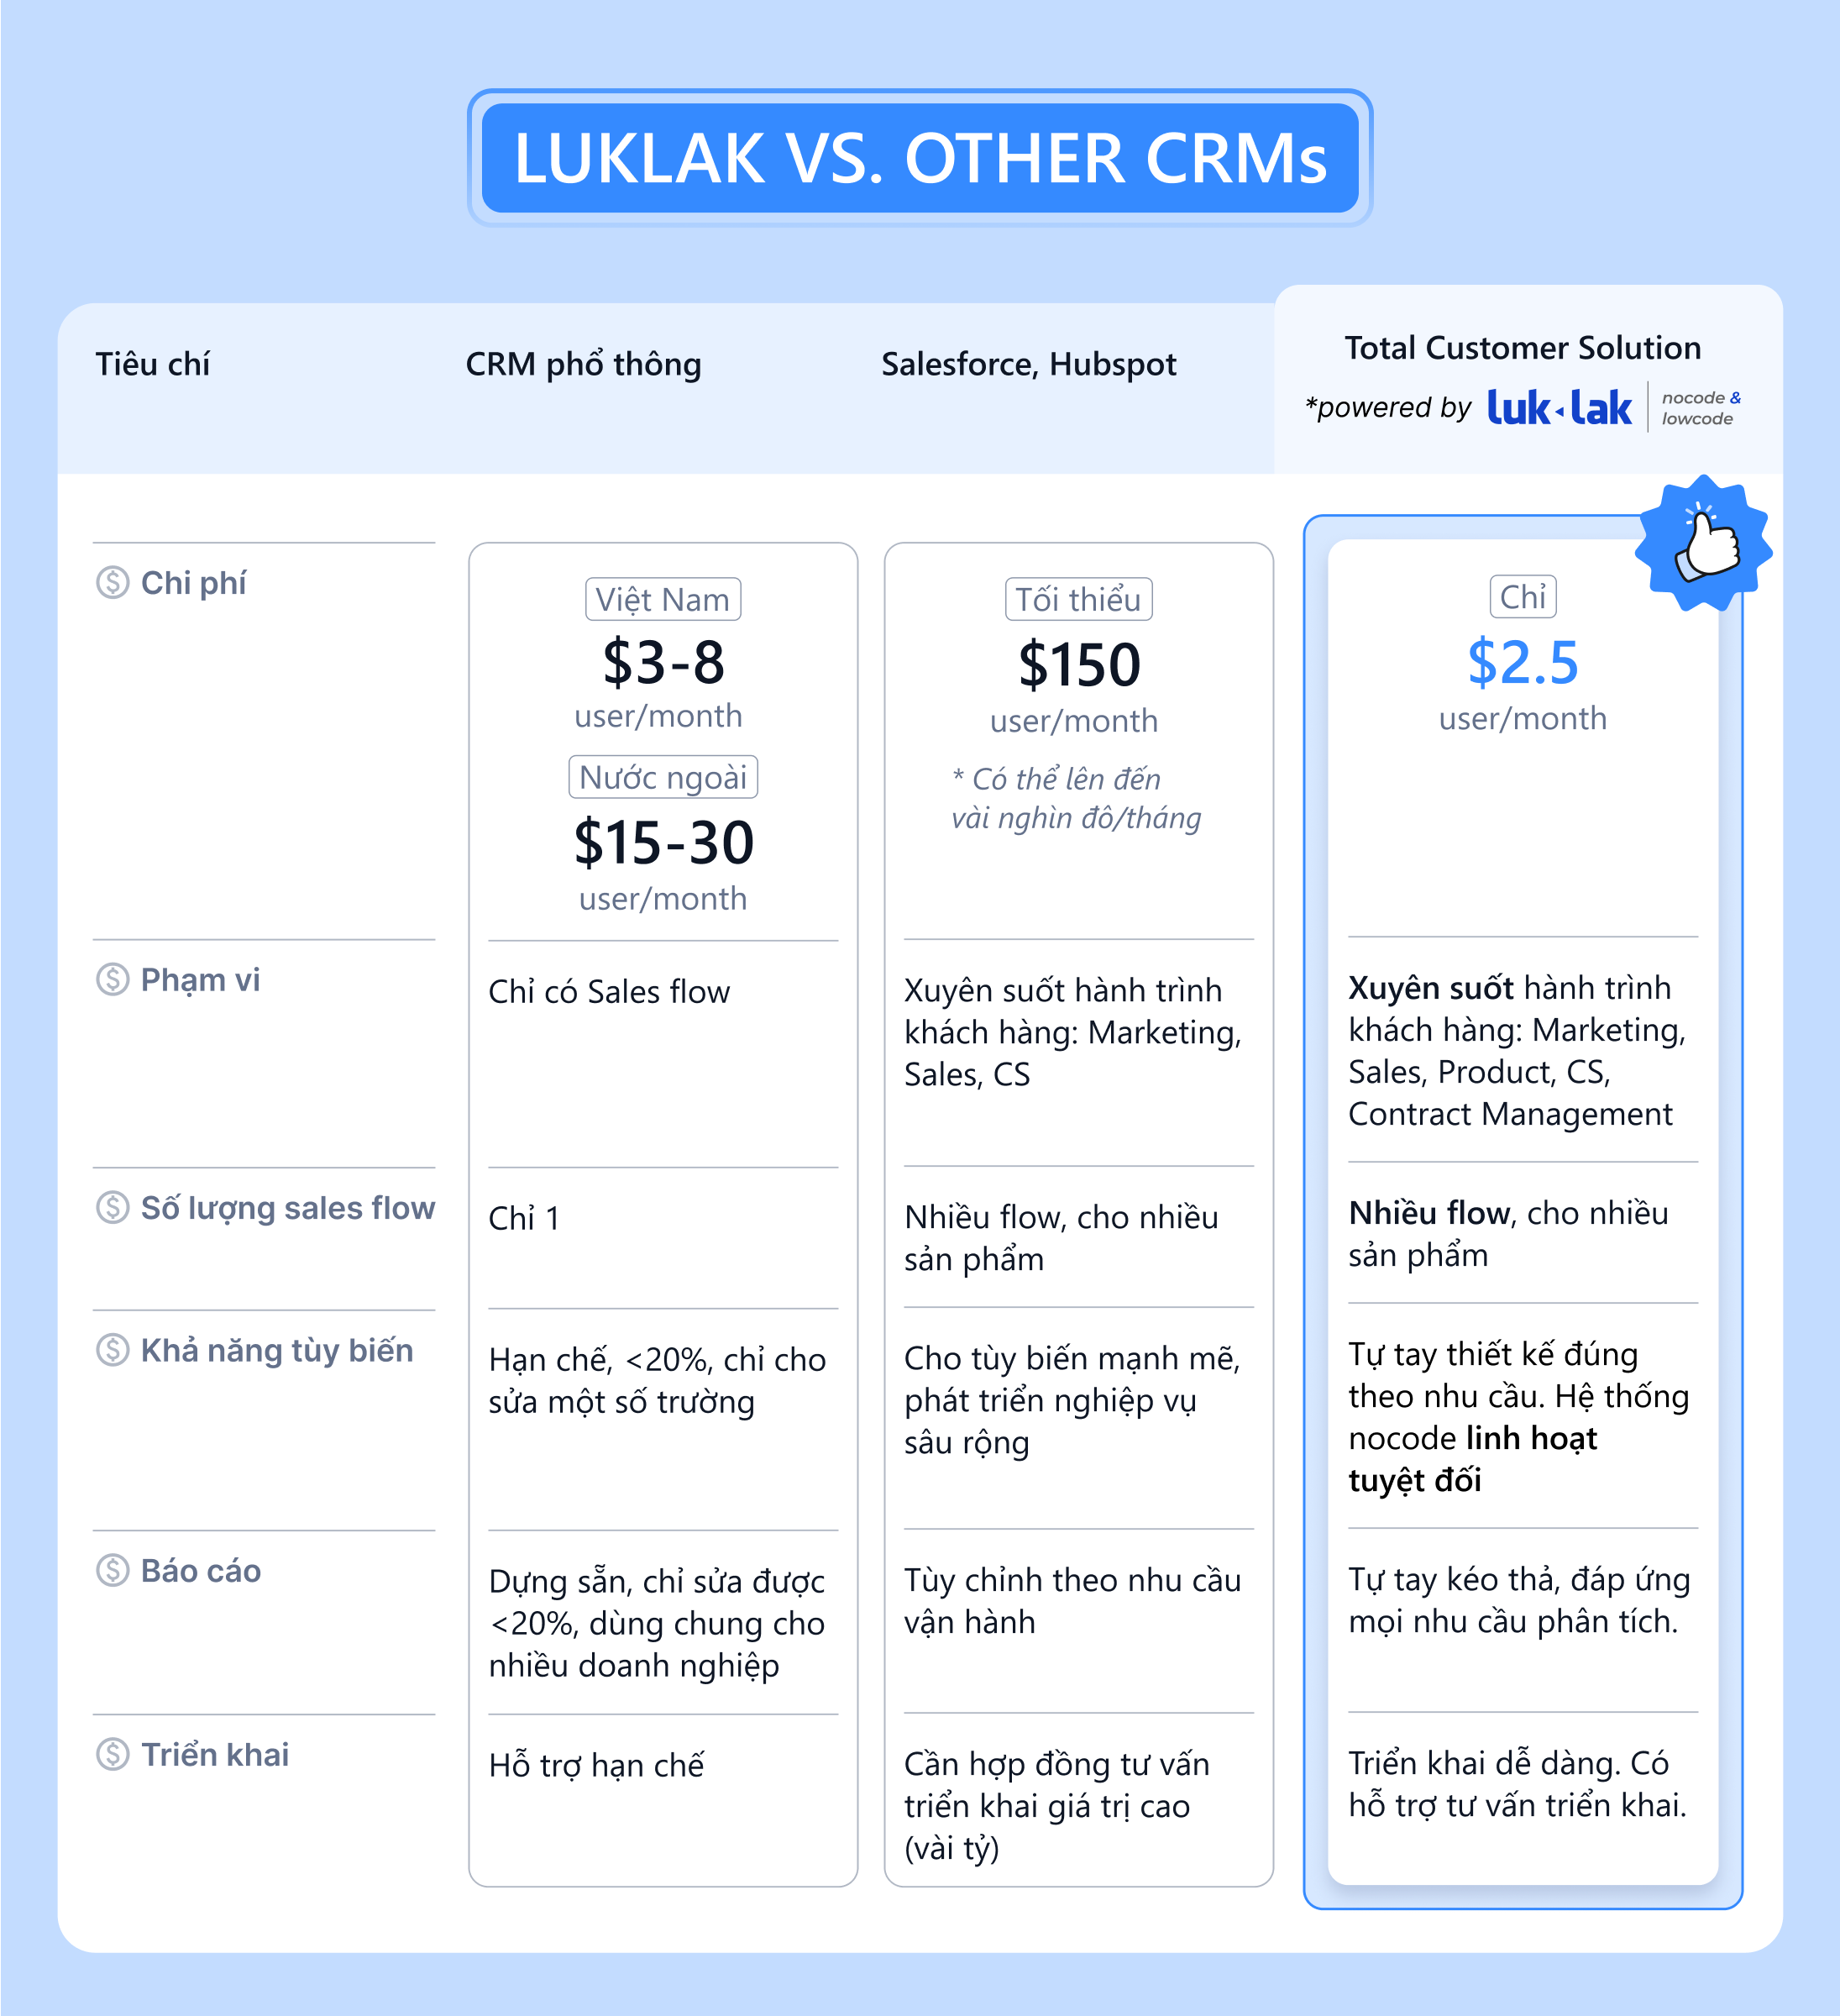 LUKLAK VS. OTHER CRMs
Tiêu chí
CRM phổ thông
Salesforce, Hubspot
Total Customer Solution
*powered by luk lak nocode &
lowcode
Chi phí
Việt Nam
$3-8
user/month
Nước ngoài
$15-30
user/month
Tối thiểu
$150
user/month
* Có thể lên đến
vài nghìn đô/tháng
Chỉ
$2.5
user/month
Phạm vi
Chỉ có Sales flow
Xuyên suốt hành trình
khách hàng: Marketing,
Sales, CS
Xuyên suốt hành trình
khách hàng: Marketing,
Sales, Product, CS,
Contract Management
Số lượng sales flow
Chỉ 1
Nhiều flow, cho nhiều
sản phẩm
Nhiều flow, cho nhiều
sản phẩm
Khả năng tùy biến
Hạn chế, <20%, chỉ cho
sửa một số trường
Cho tùy biến mạnh mẽ,
phát triển nghiệp vụ
sâu rộng
Tự tay thiết kế đúng
theo nhu cầu. Hệ thống
nocode linh hoạt
tuyệt đối
Báo cáo
Dựng sẵn, chỉ sửa được
<20%, dùng chung cho
nhiều doanh nghiệp
Tùy chỉnh theo nhu cầu
vận hành
Tự tay kéo thả, đáp ứng
mọi nhu cầu phân tích.
Triển khai
Hỗ trợ hạn chế
Cần hợp đồng tư vấn
triển khai giá trị cao
(vài tỷ)
Triển khai dễ dàng. Có
hỗ trợ tư vấn triển khai.